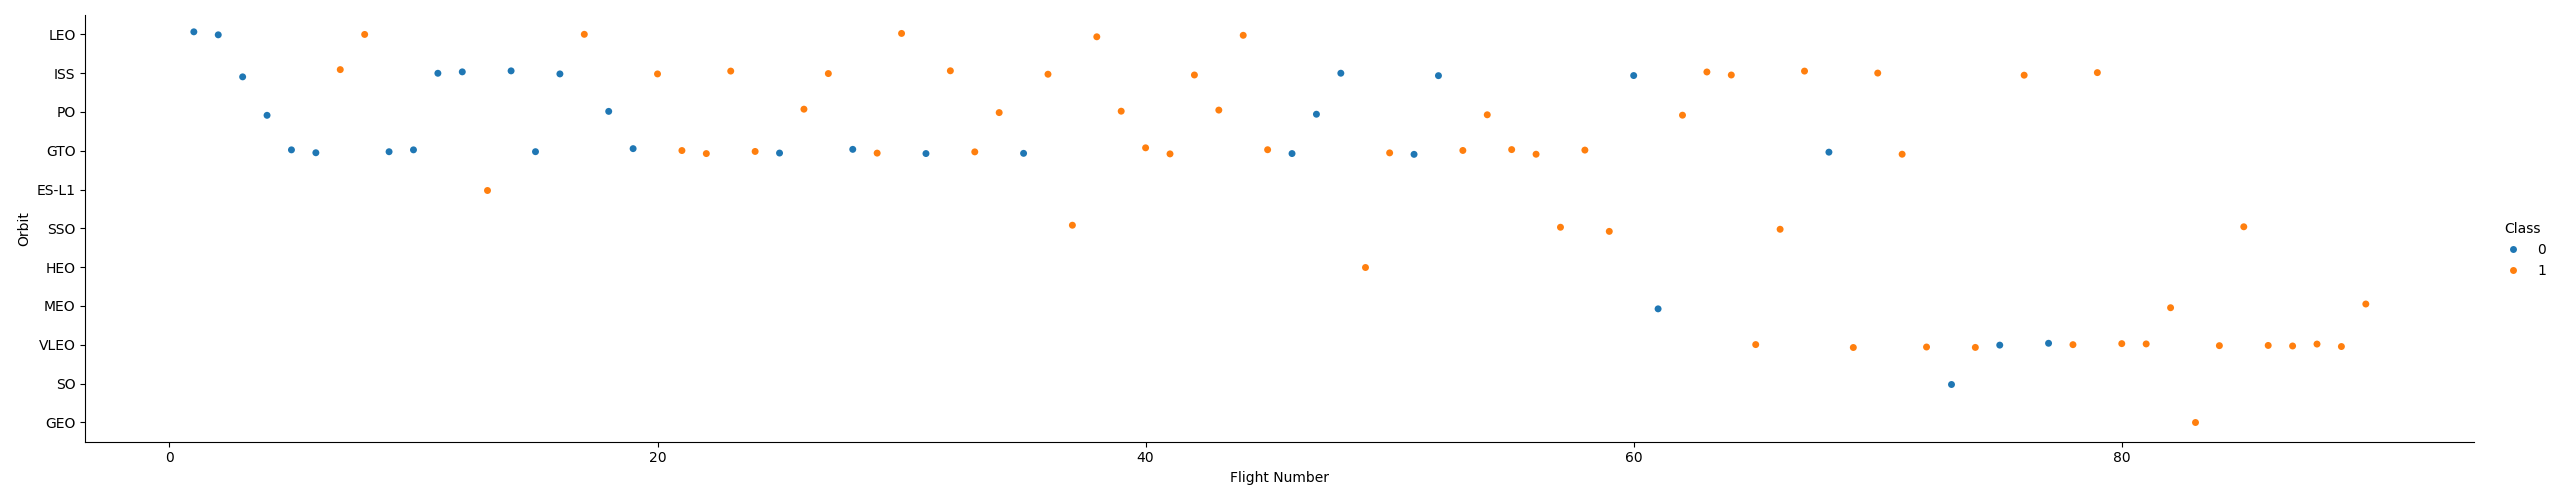 LEO
ISS
PO
GTO
ES-L1
SSO
HEO
MEO
VLEO
SO
GEO
Orbit
0 20 40 60 80
Flight Number
Class
0
1